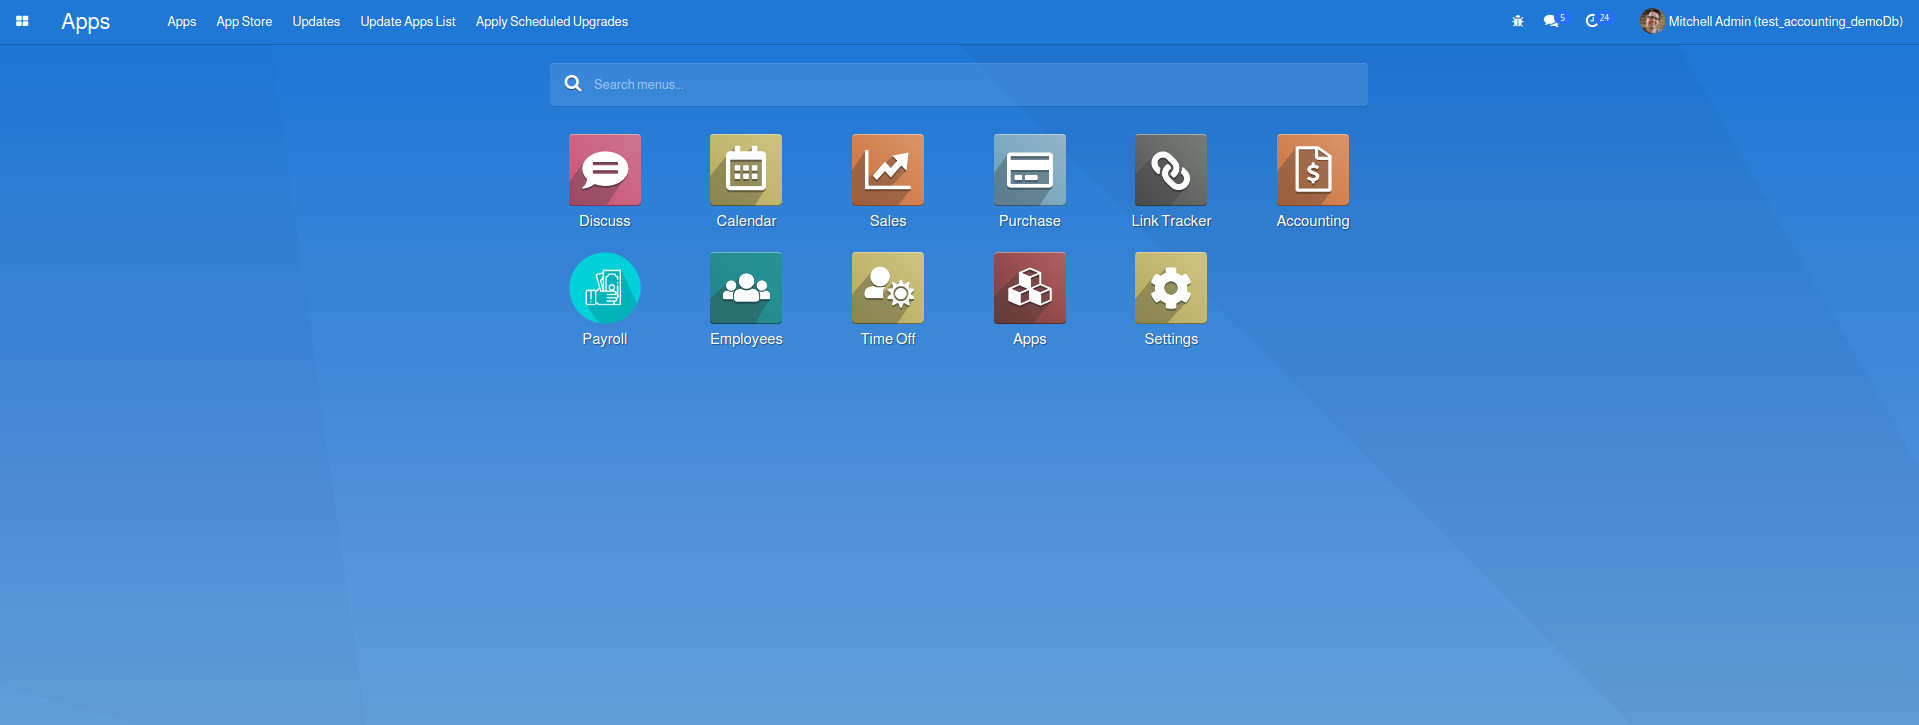 Apps Apps App Store Updates Update Apps List Apply Scheduled Upgrades 5 24 Mitchell Admin (test_accounting_demoDb)
Search menus...
Discuss Calendar Sales Purchase Link Tracker Accounting
Payroll Employees Time Off Apps Settings